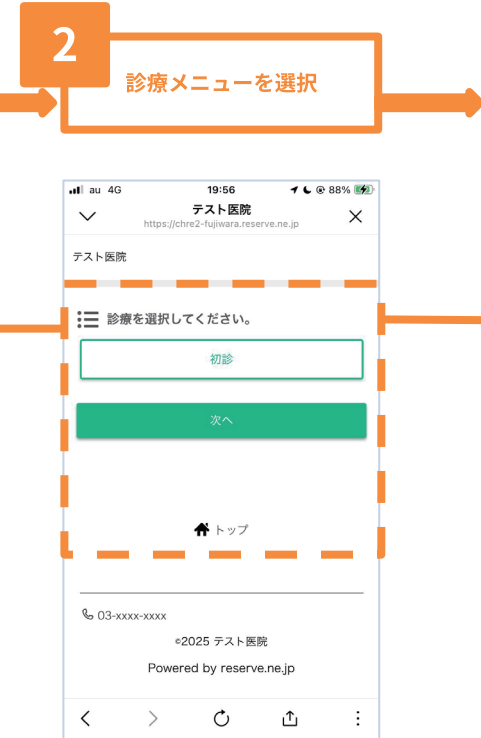 2
診療メニューを選択
au 4G 19:56 88%
テスト医院
https://chre2-fujiwara.reserve.ne.jp
テスト医院
診療を選択してください。
初診
次へ
トップ
03-xxxx-xxxx
©2025 テスト医院
Powered by reserve.ne.jp